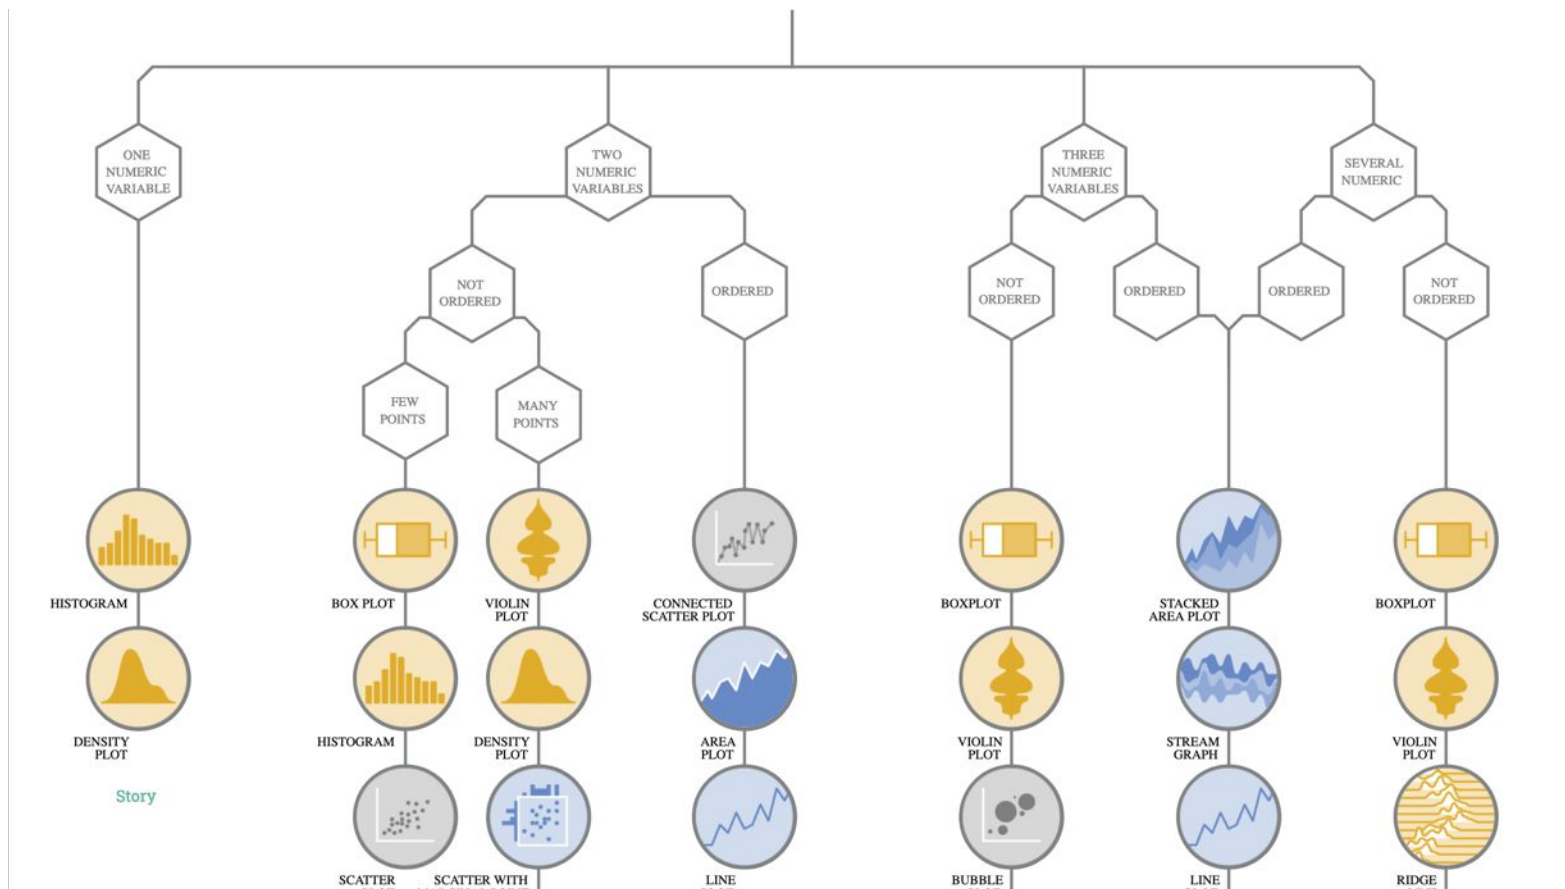 ONE
NUMERIC
VARIABLE
TWO
NUMERIC
VARIABLES
THREE
NUMERIC
VARIABLES
SEVERAL
NUMERIC
NOT
ORDERED
ORDERED
NOT
ORDERED
ORDERED
ORDERED
NOT
ORDERED
FEW
POINTS
MANY
POINTS
HISTOGRAM
BOX PLOT
VIOLIN
PLOT
CONNECTED
SCATTER PLOT
BOXPLOT
STACKED
AREA PLOT
BOXPLOT
DENSITY
PLOT
HISTOGRAM
DENSITY
PLOT
AREA
PLOT
VIOLIN
PLOT
STREAM
GRAPH
VIOLIN
PLOT
Story
SCATTER
SCATTER WITH
LINE
BUBBLE
LINE
RIDGE